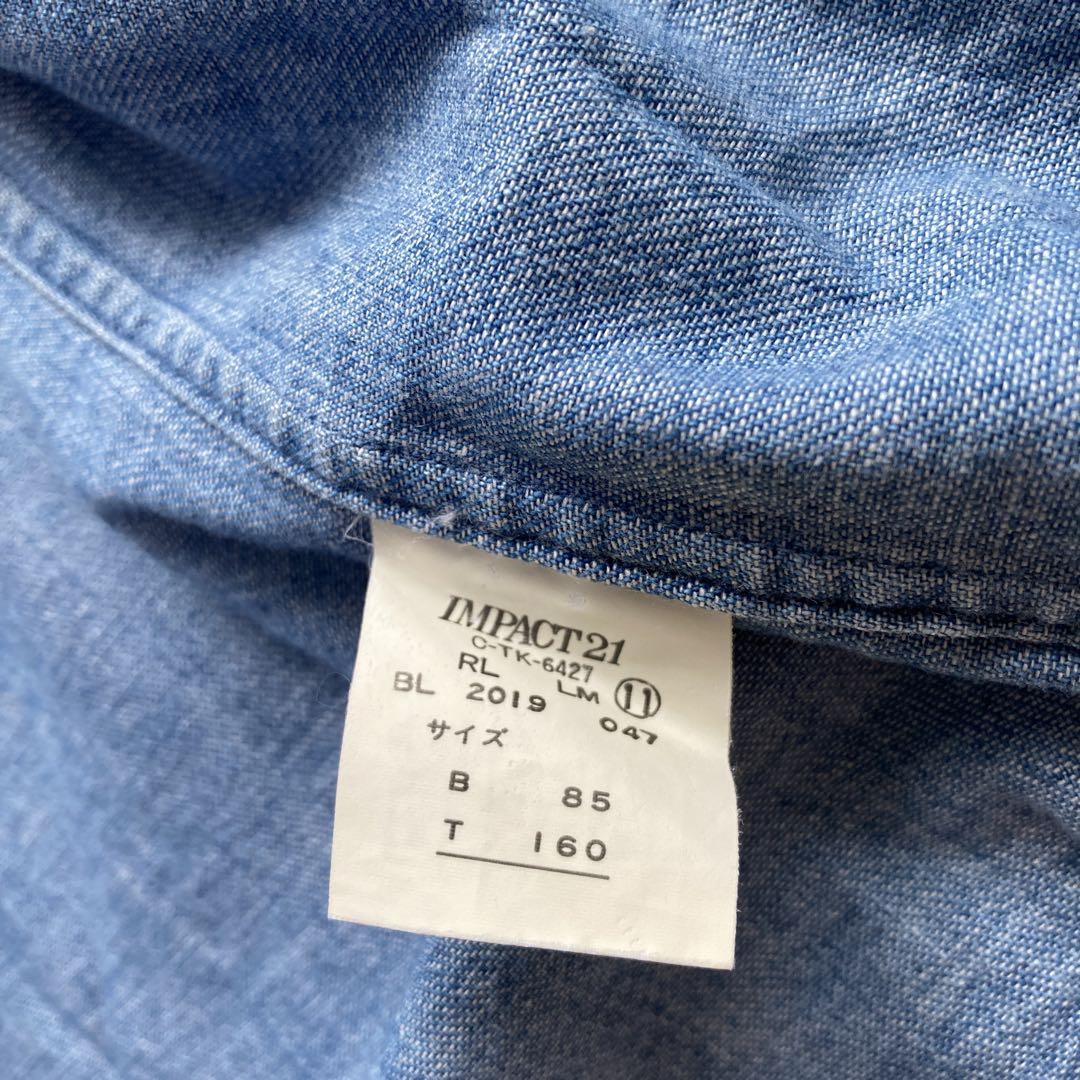 IMPACT21
C-TK-6427
RL LM ⑪
BL 2019 047
サイズ
B 85
T 160